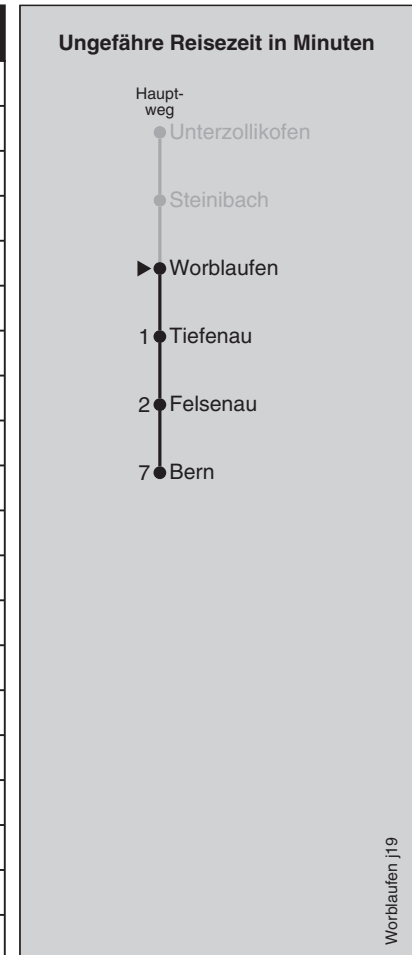 Ungefähre Reisezeit in Minuten
Haupt-
weg
Unterzollikofen
Steinibach
Worblaufen
1 Tiefenau
2 Felsenau
7 Bern
Worblaufen j19